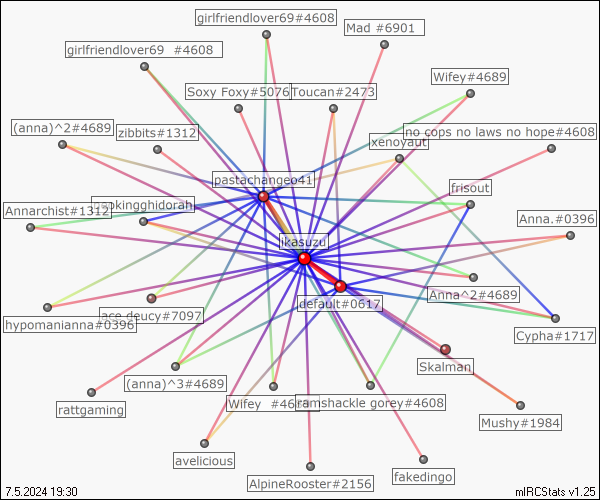 girlfriendlover69#4608
Mad #6901
girlfriendlover69 #4608
Wifey#4689
Soxy Foxy#5076
Toucan#2473
(anna)^2#4689
zibbits#1312
no cops no laws no hope#4608
xenoyaut
pastachangeo41
frisout
Annarchist#1312
okingghidorah
Anna.#0396
jkasuzu
Anna^2#4689
default#0617
hypomanianna#0396
ace deucy#7097
Cypha#1717
Skalman
(anna)^3#4689
rattgaming
Wifey
ramshackle gorey#4608
Mushy#1984
avelicious
AlpineRooster#2156
fakedingo
7.5.2024 19:30
mIRCStats v1.25